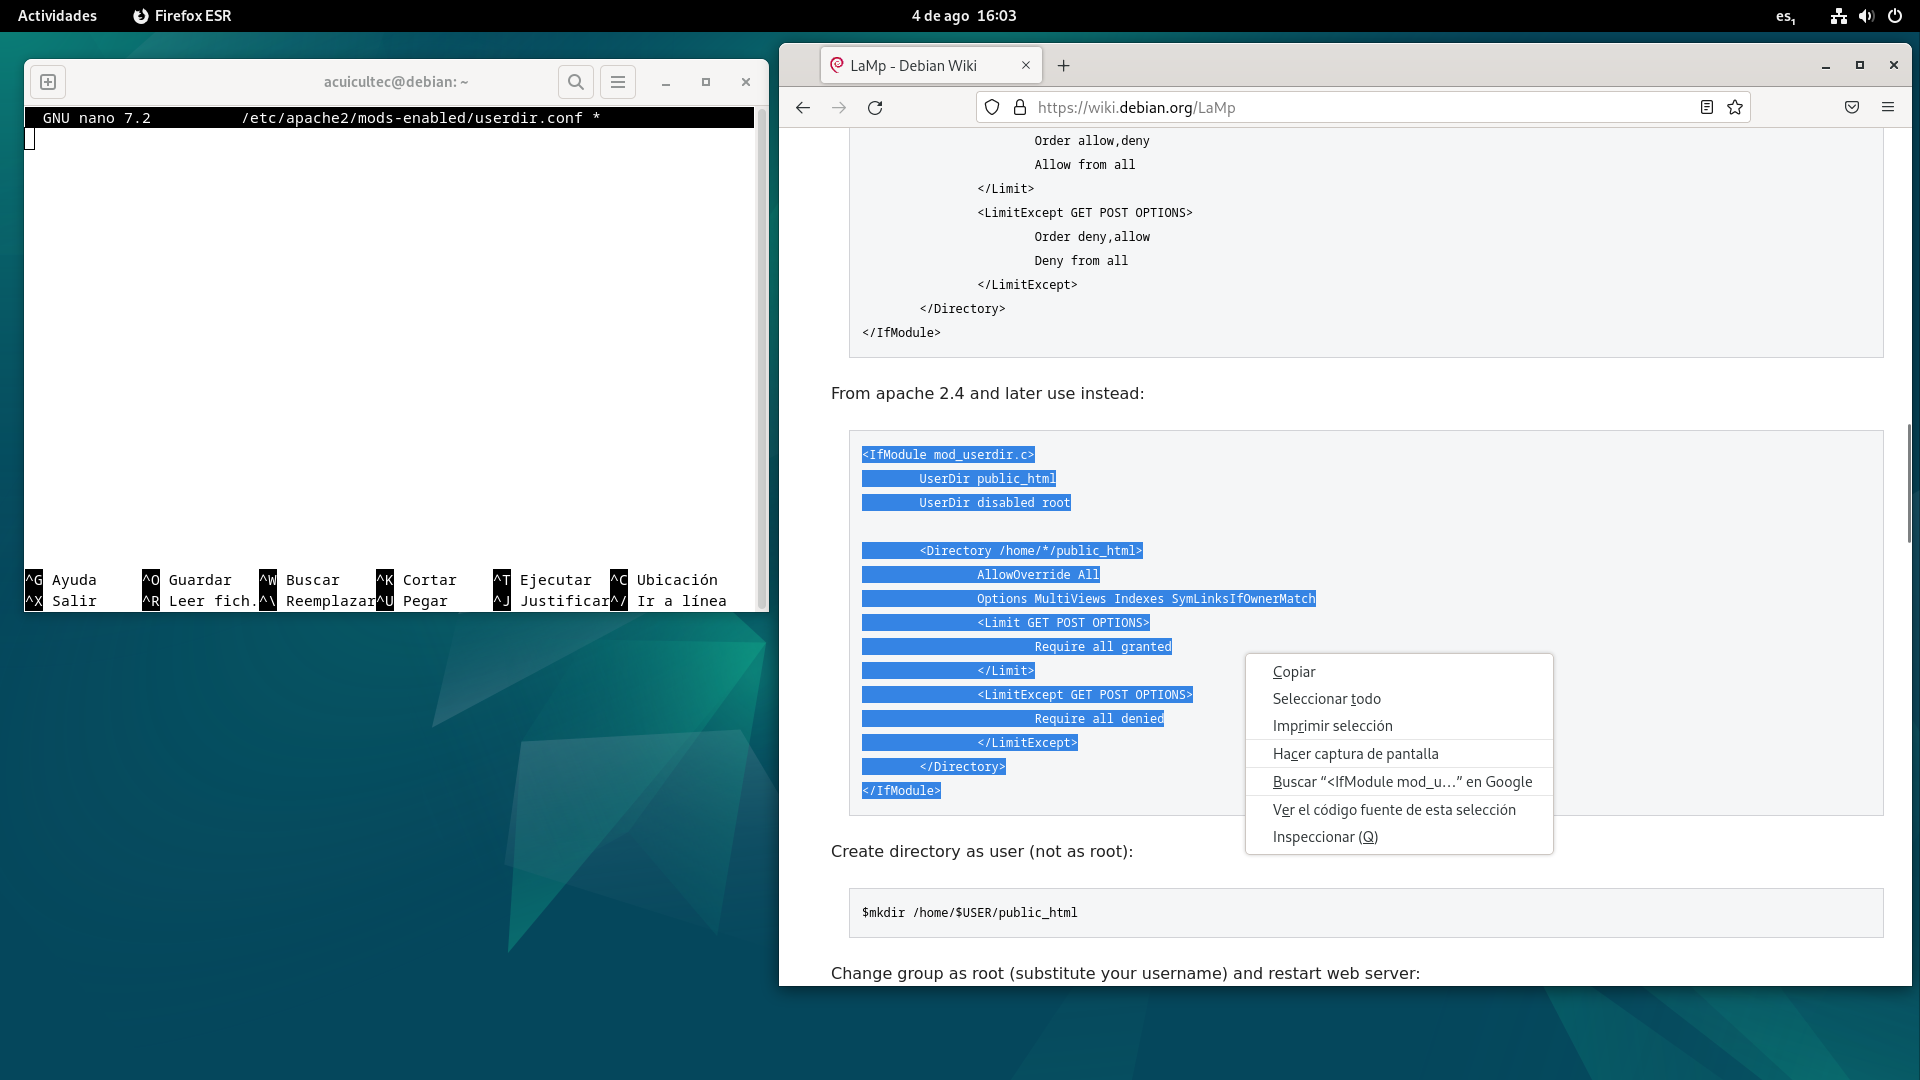 Actividades Firefox ESR 4 de ago 16:03 es₁
acuicultec@debian: ~
GNU nano 7.2 /etc/apache2/mods-enabled/userdir.conf *
^G Ayuda ^O Guardar ^W Buscar ^K Cortar ^T Ejecutar ^C Ubicación
^X Salir ^R Leer fich. ^\ Reemplazar ^U Pegar ^J Justificar ^/ Ir a línea
LaMp - Debian Wiki
https://wiki.debian.org/LaMp
Order allow,deny
Allow from all
</Limit>
<LimitExcept GET POST OPTIONS>
Order deny,allow
Deny from all
</LimitExcept>
</Directory>
</IfModule>
From apache 2.4 and later use instead:
<IfModule mod_userdir.c>
UserDir public_html
UserDir disabled root
<Directory /home/*/public_html>
AllowOverride All
Options MultiViews Indexes SymLinksIfOwnerMatch
<Limit GET POST OPTIONS>
Require all granted
</Limit>
<LimitExcept GET POST OPTIONS>
Require all denied
</LimitExcept>
</Directory>
</IfModule>
Copiar
Seleccionar todo
Imprimir selección
Hacer captura de pantalla
Buscar “<IfModule mod_u…” en Google
Ver el código fuente de esta selección
Inspeccionar (Q)
Create directory as user (not as root):
$mkdir /home/$USER/public_html
Change group as root (substitute your username) and restart web server: